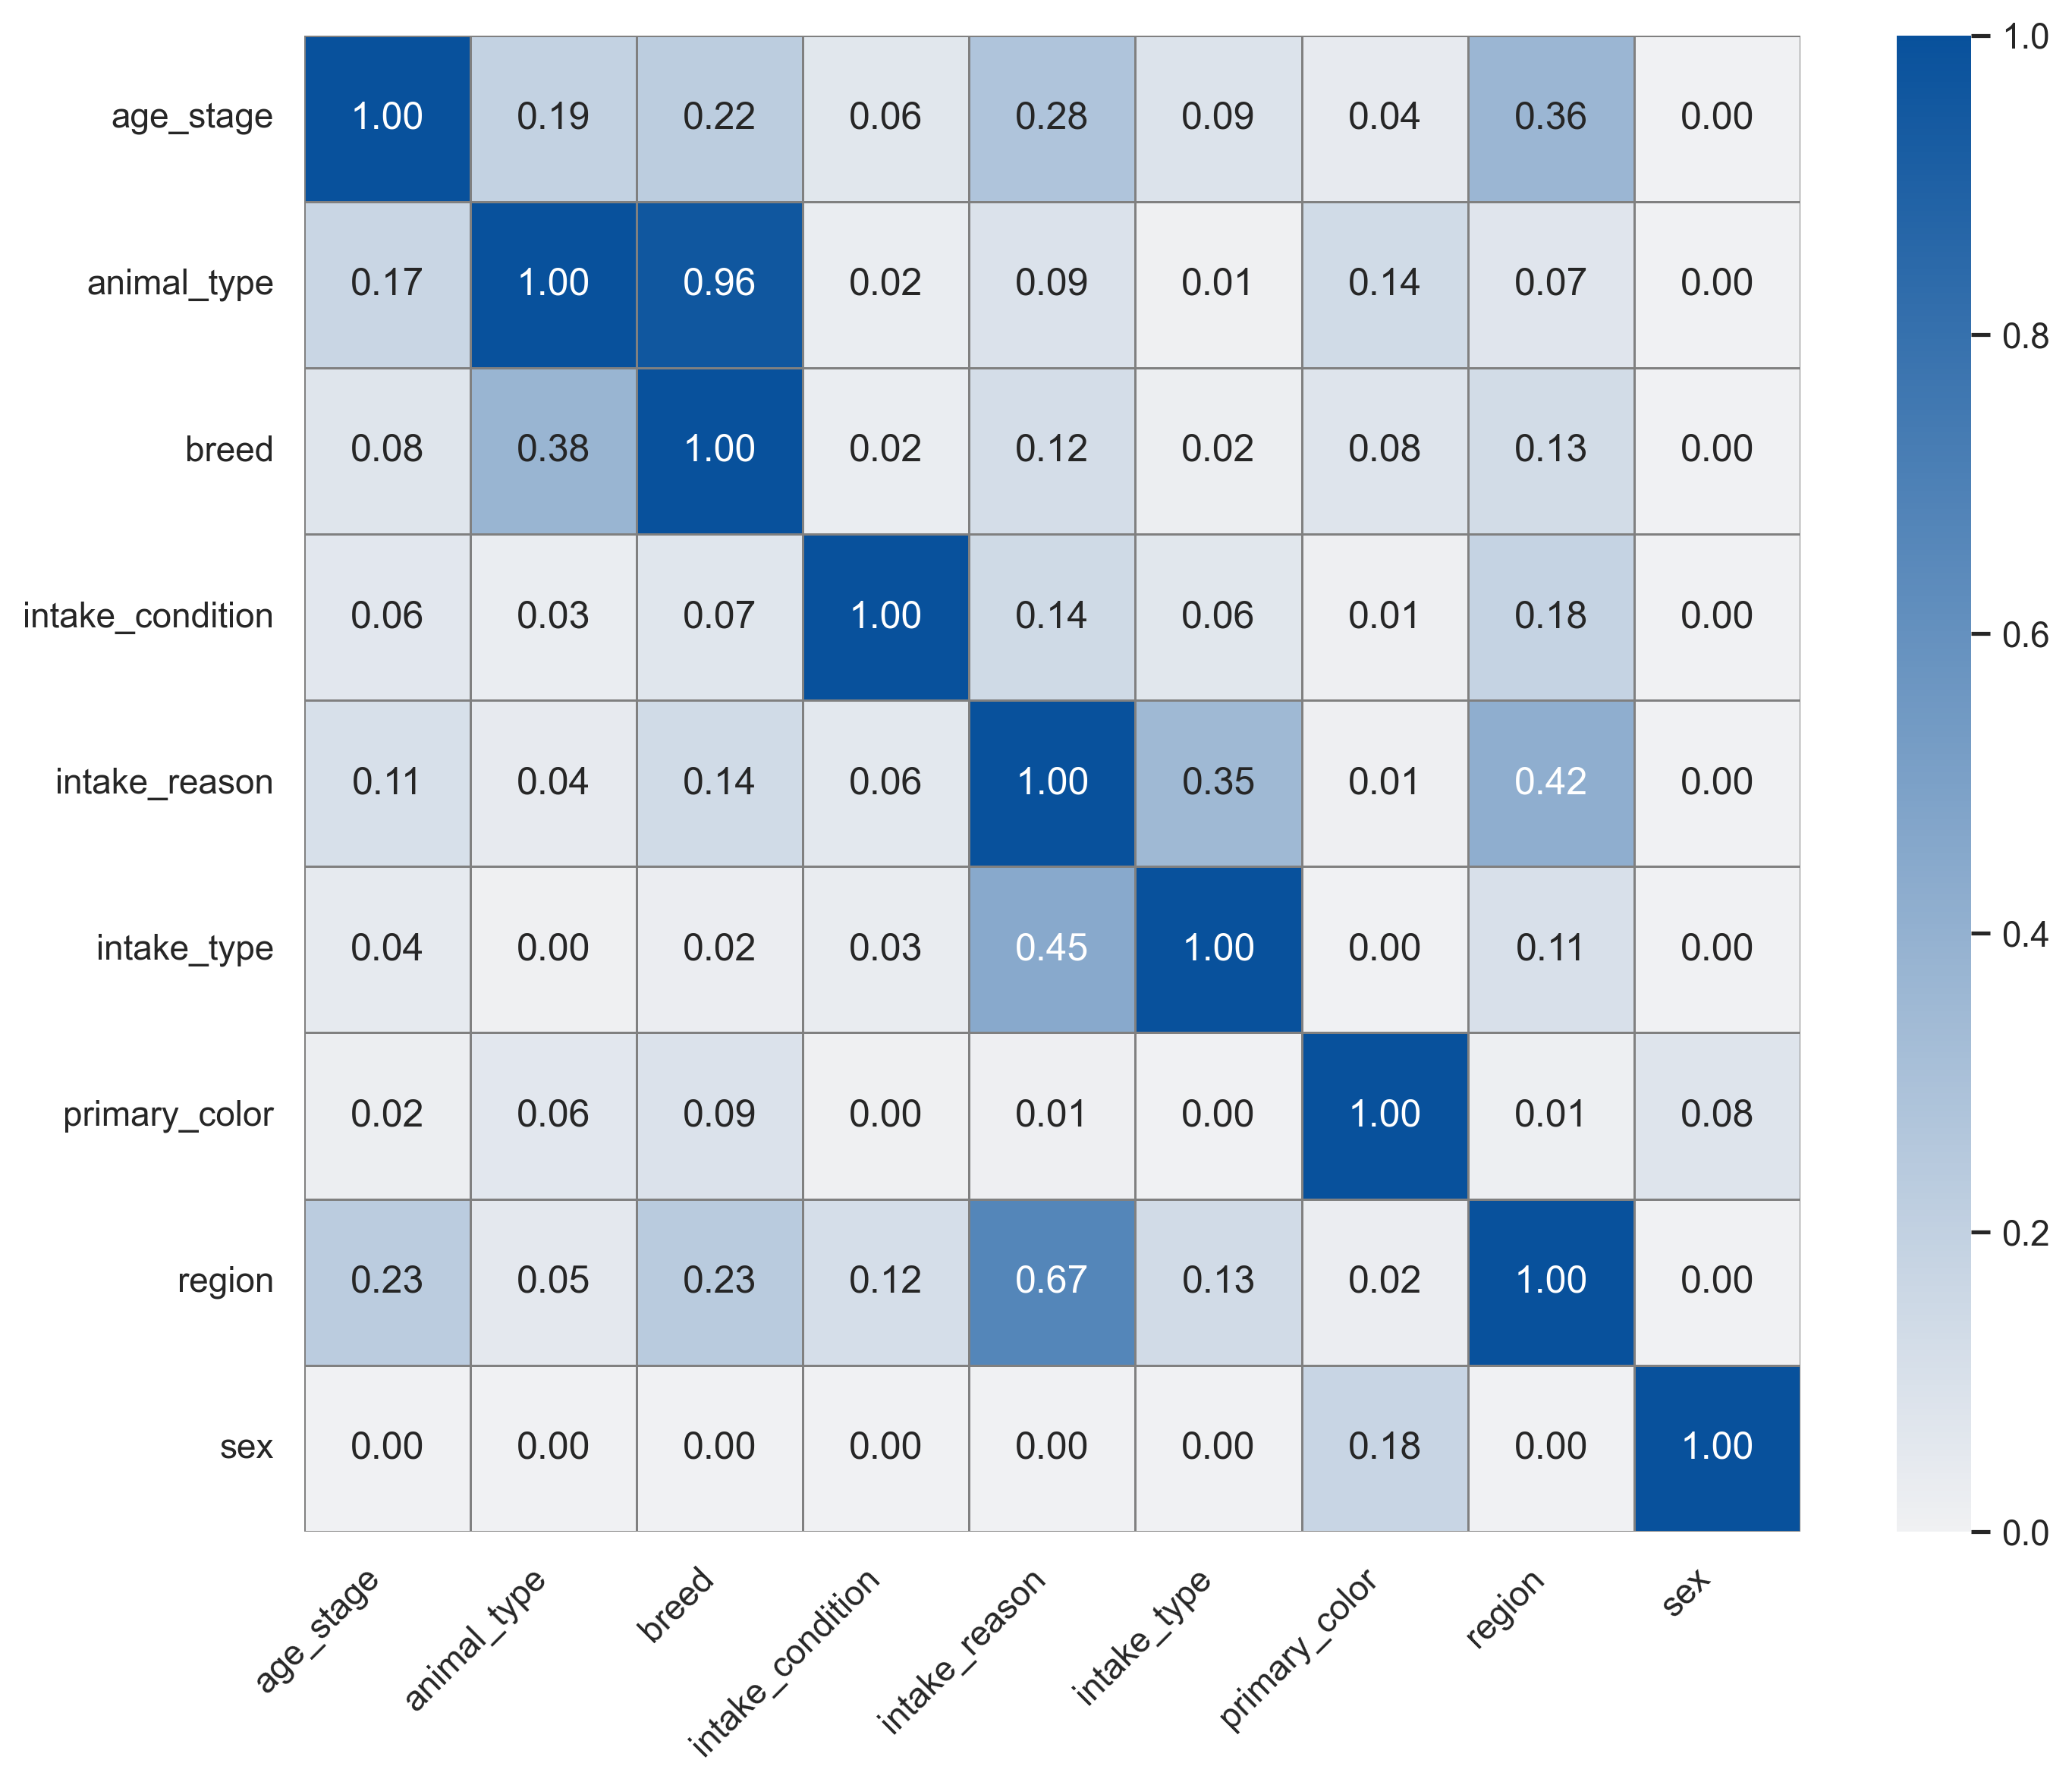 age_stage 1.00 0.19 0.22 0.06 0.28 0.09 0.04 0.36 0.00
animal_type 0.17 1.00 0.96 0.02 0.09 0.01 0.14 0.07 0.00
breed 0.08 0.38 1.00 0.02 0.12 0.02 0.08 0.13 0.00
intake_condition 0.06 0.03 0.07 1.00 0.14 0.06 0.01 0.18 0.00
intake_reason 0.11 0.04 0.14 0.06 1.00 0.35 0.01 0.42 0.00
intake_type 0.04 0.00 0.02 0.03 0.45 1.00 0.00 0.11 0.00
primary_color 0.02 0.06 0.09 0.00 0.01 0.00 1.00 0.01 0.08
region 0.23 0.05 0.23 0.12 0.67 0.13 0.02 1.00 0.00
sex 0.00 0.00 0.00 0.00 0.00 0.00 0.18 0.00 1.00
age_stage
animal_type
breed
intake_condition
intake_reason
intake_type
primary_color
region
sex
1.0
0.8
0.6
0.4
0.2
0.0